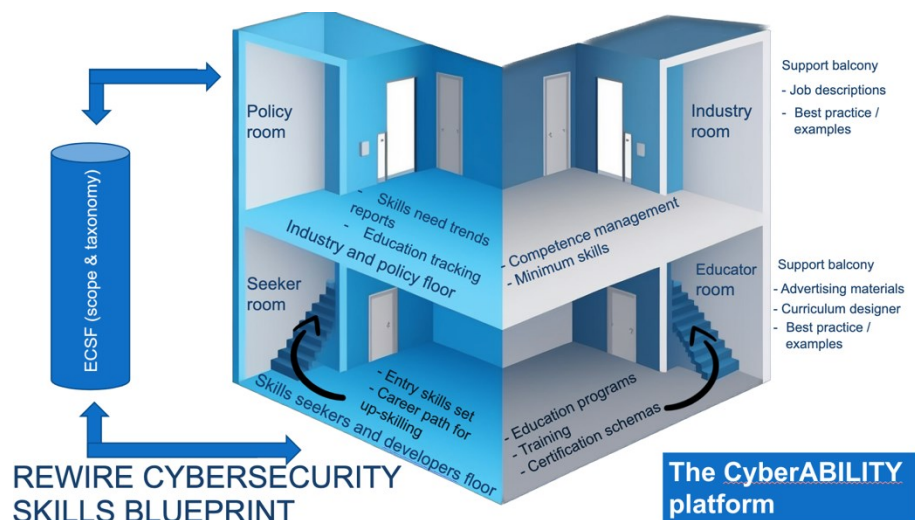 Support balcony
- Job descriptions
- Best practice /
examples
Policy
room
Industry
room
ECSF (scope & taxonomy)
- Skills need trends
reports
- Education tracking
Industry and policy floor
- Competence management
- Minimum skills
Seeker
room
Educator
room
Support balcony
- Advertising materials
- Curriculum designer
- Best practice /
examples
- Entry skills set
- Career path for
up-skilling
Skills seekers and developers floor
- Education programs
- Training
- Certification schemas
REWIRE CYBERSECURITY
SKILLS BLUEPRINT
The CyberABILITY
platform